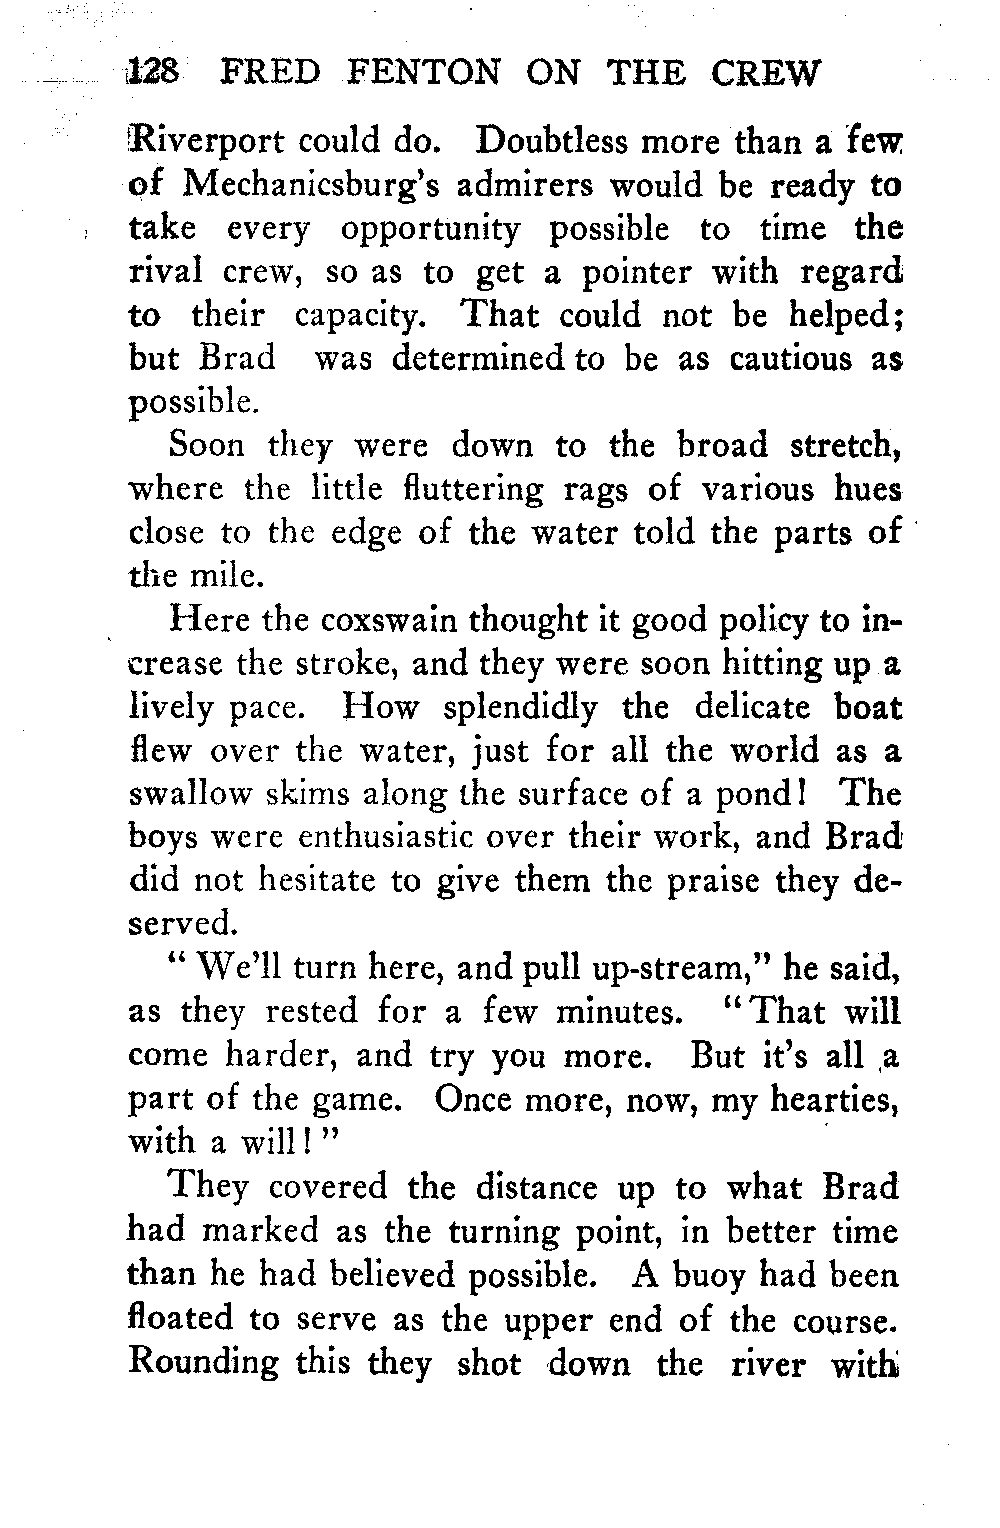 128 FRED FENTON ON THE CREW
Riverport could do. Doubtless more than a few
of Mechanicsburg's admirers would be ready to
take every opportunity possible to time the
rival crew, so as to get a pointer with regard
to their capacity. That could not be helped;
but Brad was determined to be as cautious as
possible.
Soon they were down to the broad stretch,
where the little fluttering rags of various hues
close to the edge of the water told the parts of
the mile.
Here the coxswain thought it good policy to in-
crease the stroke, and they were soon hitting up a
lively pace. How splendidly the delicate boat
flew over the water, just for all the world as a
swallow skims along the surface of a pond! The
boys were enthusiastic over their work, and Brad
did not hesitate to give them the praise they de-
served.
"We'll turn here, and pull up-stream," he said,
as they rested for a few minutes. "That will
come harder, and try you more. But it's all a
part of the game. Once more, now, my hearties,
with a will!"
They covered the distance up to what Brad
had marked as the turning point, in better time
than he had believed possible. A buoy had been
floated to serve as the upper end of the course.
Rounding this they shot down the river with